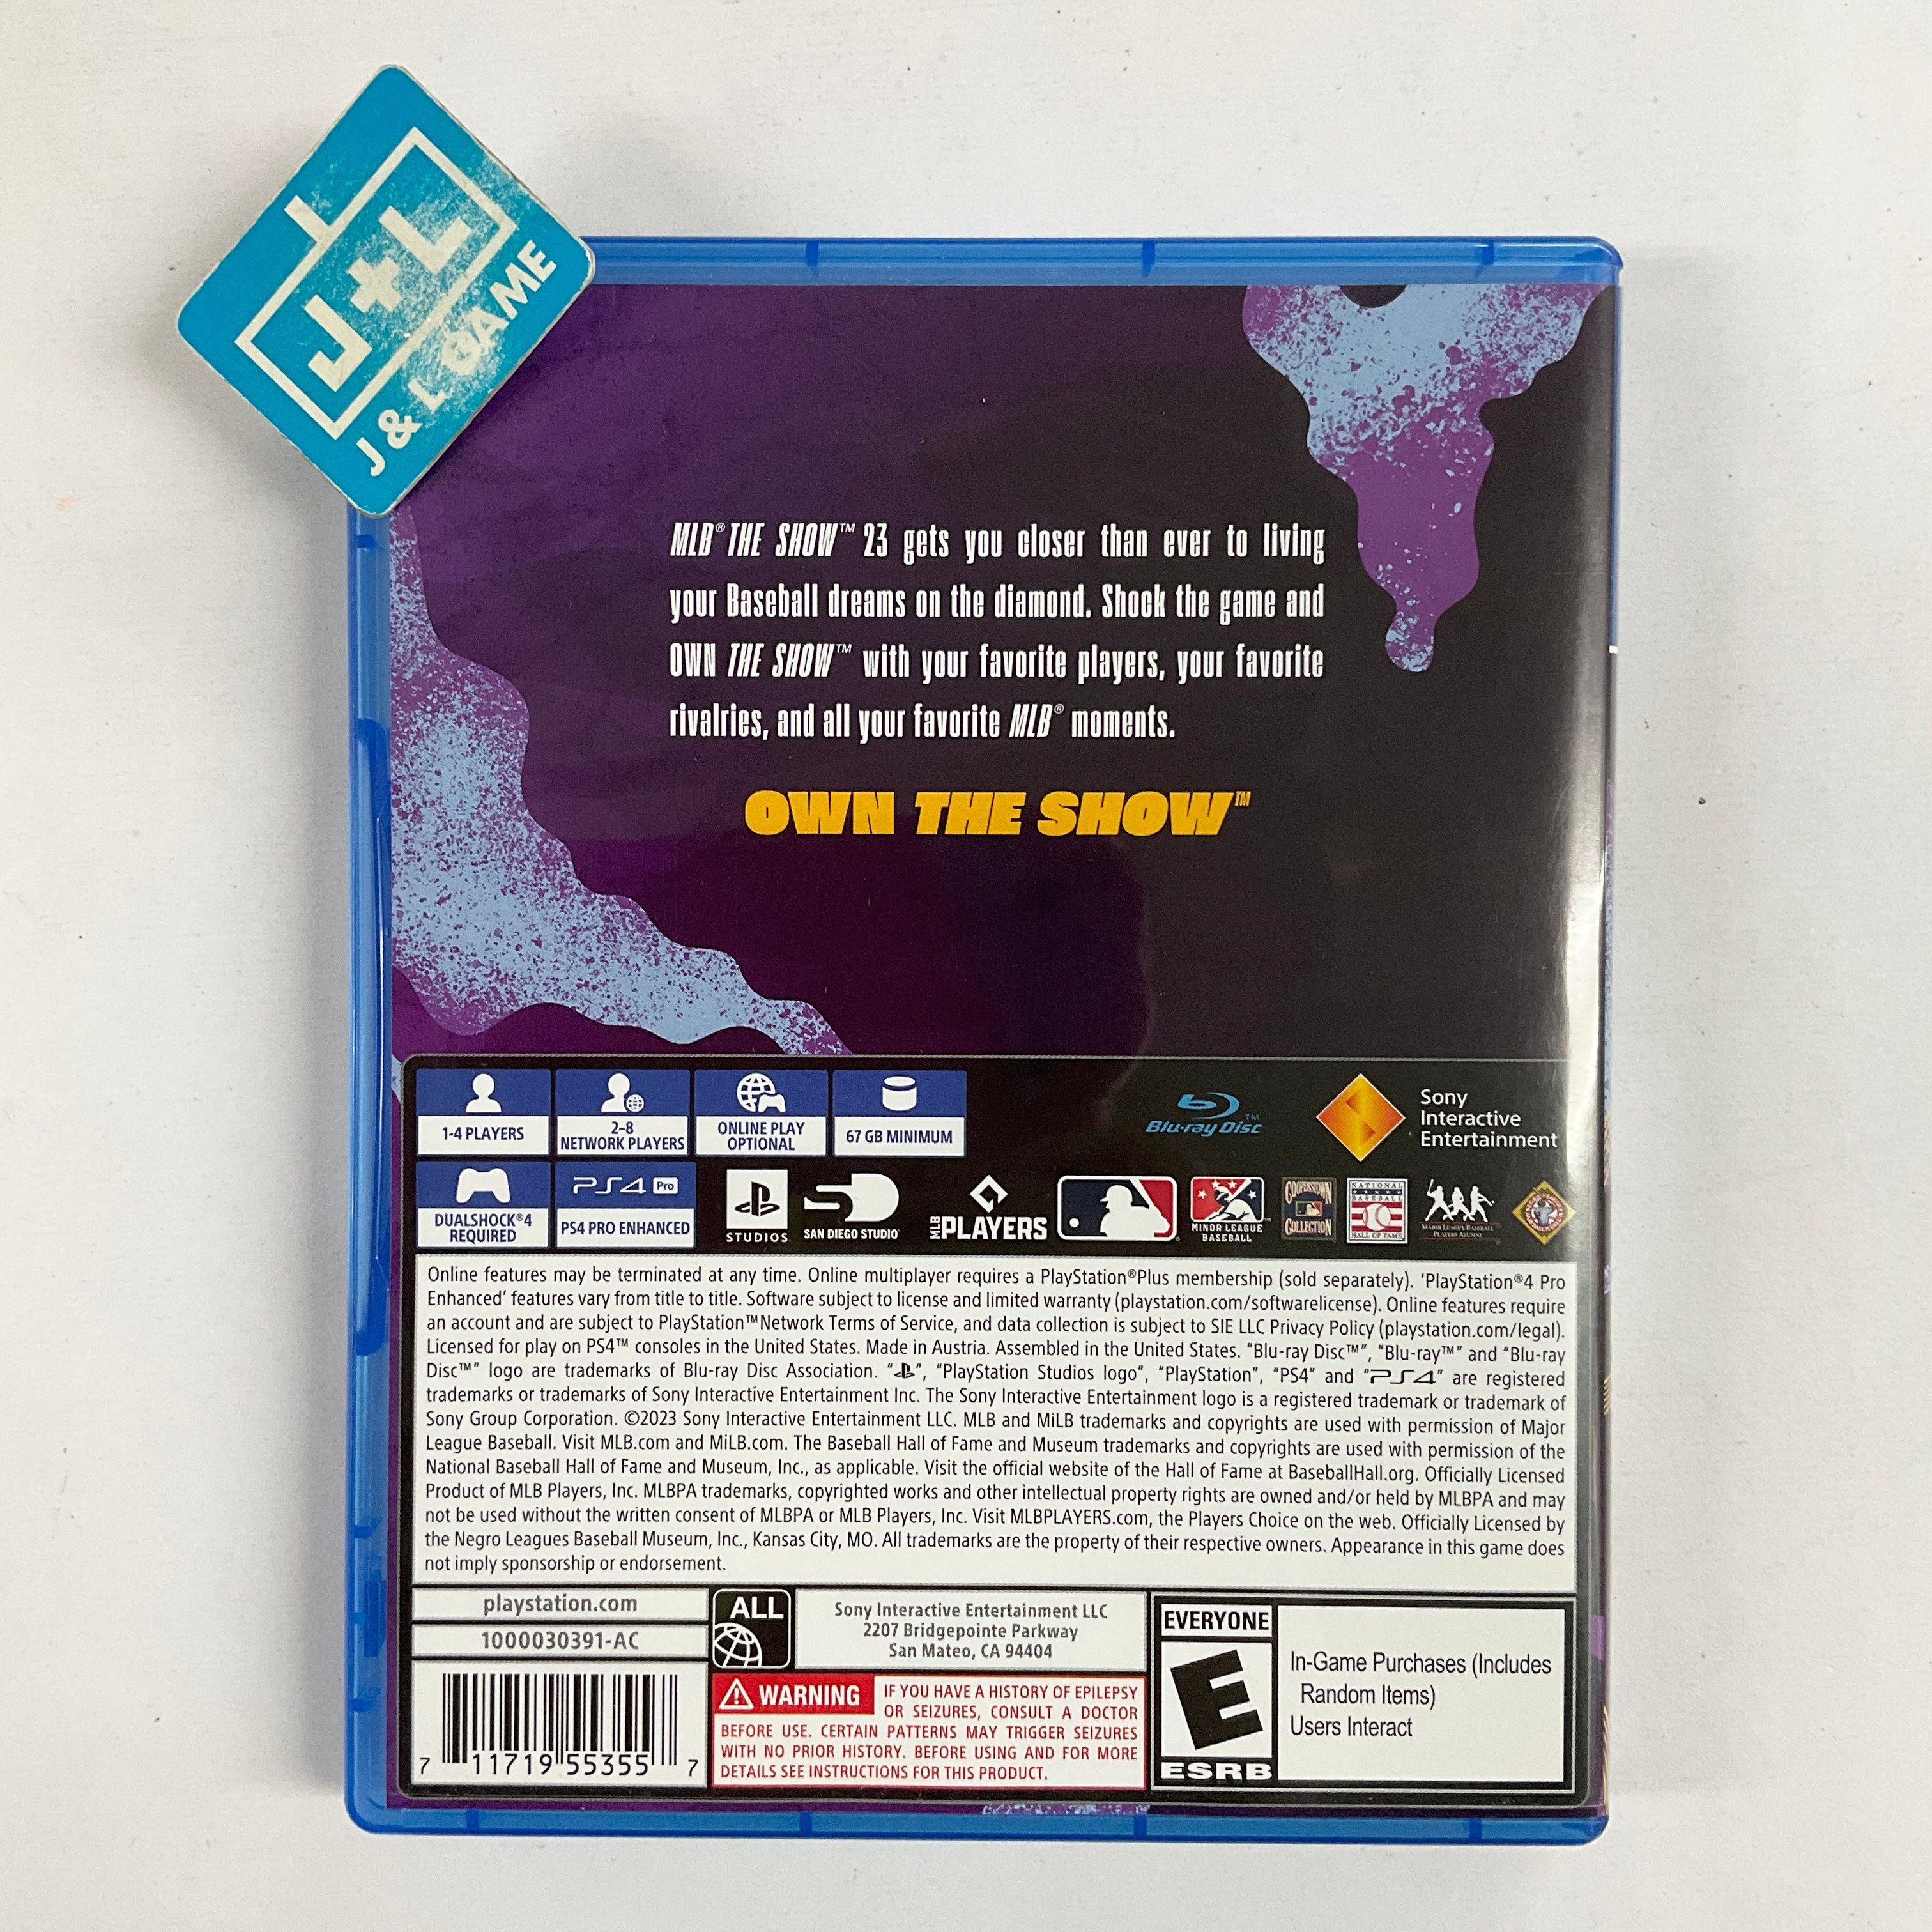 J+L
J & L GAME
MLB® THE SHOW™ 23 gets you closer than ever to living
your Baseball dreams on the diamond. Shock the game and
OWN THE SHOW™ with your favorite players, your favorite
rivalries, and all your favorite MLB® moments.
OWN THE SHOW™
1-4 PLAYERS
2-8
NETWORK PLAYERS
ONLINE PLAY
OPTIONAL
67 GB MINIMUM
Blu-ray Disc™
Sony
Interactive
Entertainment
DUALSHOCK®4
REQUIRED
PS4 Pro
PS4 PRO ENHANCED
STUDIOS
SAN DIEGO STUDIO
MLB PLAYERS
MINOR LEAGUE
BASEBALL
COOPERSTOWN
COLLECTION
NATIONAL
BASEBALL
HALL OF FAME
MAJOR LEAGUE BASEBALL
PLAYERS ALUMNI
Online features may be terminated at any time. Online multiplayer requires a PlayStation®Plus membership (sold separately). ‘PlayStation®4 Pro
Enhanced’ features vary from title to title. Software subject to license and limited warranty (playstation.com/softwarelicense). Online features require
an account and are subject to PlayStation™Network Terms of Service, and data collection is subject to SIE LLC Privacy Policy (playstation.com/legal).
Licensed for play on PS4™ consoles in the United States. Made in Austria. Assembled in the United States. “Blu-ray Disc™”, “Blu-ray™” and “Blu-ray
Disc™” logo are trademarks of Blu-ray Disc Association. “ ”, “PlayStation Studios logo”, “PlayStation”, “PS4” and “PS4” are registered
trademarks or trademarks of Sony Interactive Entertainment Inc. The Sony Interactive Entertainment logo is a registered trademark or trademark of
Sony Group Corporation. ©2023 Sony Interactive Entertainment LLC. MLB and MiLB trademarks and copyrights are used with permission of Major
League Baseball. Visit MLB.com and MiLB.com. The Baseball Hall of Fame and Museum trademarks and copyrights are used with permission of the
National Baseball Hall of Fame and Museum, Inc., as applicable. Visit the official website of the Hall of Fame at BaseballHall.org. Officially Licensed
Product of MLB Players, Inc. MLBPA trademarks, copyrighted works and other intellectual property rights are owned and/or held by MLBPA and may
not be used without the written consent of MLBPA or MLB Players, Inc. Visit MLBPLAYERS.com, the Players Choice on the web. Officially Licensed by
the Negro Leagues Baseball Museum, Inc., Kansas City, MO. All trademarks are the property of their respective owners. Appearance in this game does
not imply sponsorship or endorsement.
playstation.com
1000030391-AC
7 11719 55355 7
ALL
Sony Interactive Entertainment LLC
2207 Bridgepointe Parkway
San Mateo, CA 94404
WARNING IF YOU HAVE A HISTORY OF EPILEPSY
OR SEIZURES, CONSULT A DOCTOR
BEFORE USE. CERTAIN PATTERNS MAY TRIGGER SEIZURES
WITH NO PRIOR HISTORY. BEFORE USING AND FOR MORE
DETAILS SEE INSTRUCTIONS FOR THIS PRODUCT.
EVERYONE
E
ESRB
In-Game Purchases (Includes
Random Items)
Users Interact